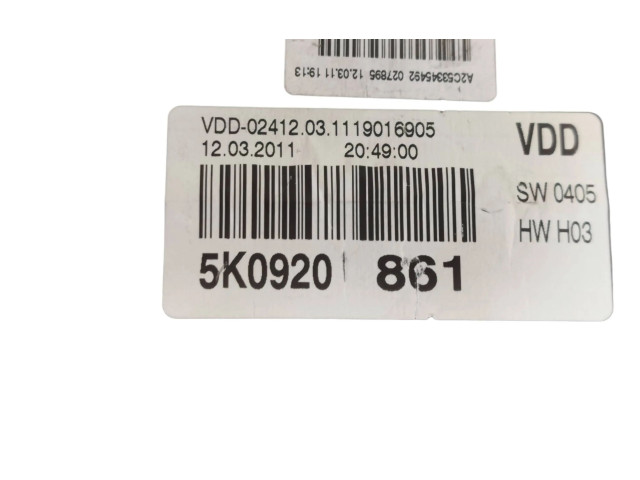 A2C53345492 027895 12.03.11 19:13
VDD-02412.03.1119016905
12.03.2011 20:49:00
VDD
SW 0405
HW H03
5K0920 861